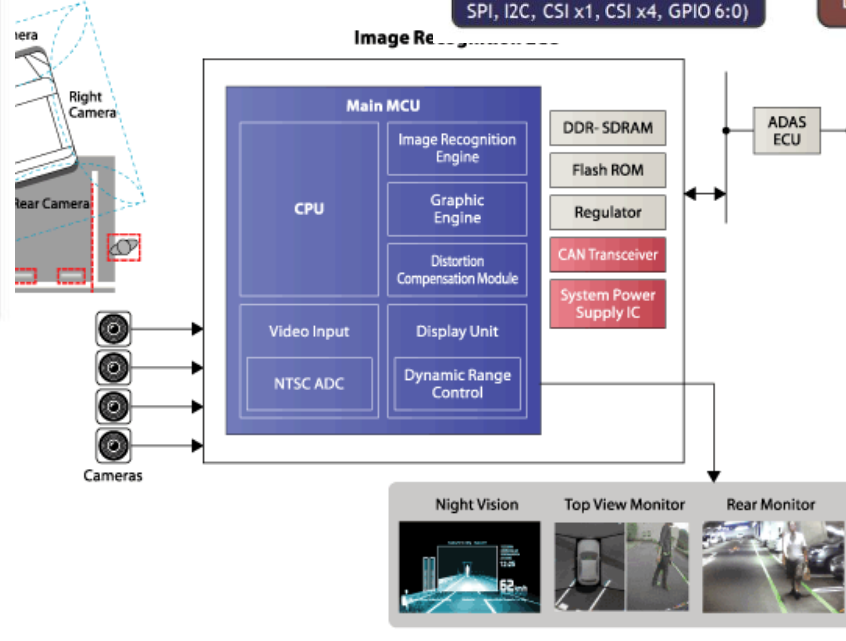 SPI, I2C, CSI x1, CSI x4, GPIO 6:0)
Image
Right
Camera
Rear Camera
Main MCU
CPU
Image Recognition
Engine
Graphic
Engine
Distortion
Compensation Module
Video Input
NTSC ADC
Display Unit
Dynamic Range
Control
DDR- SDRAM
Flash ROM
Regulator
CAN Transceiver
System Power
Supply IC
ADAS
ECU
Cameras
Night Vision
Top View Monitor
Rear Monitor
62